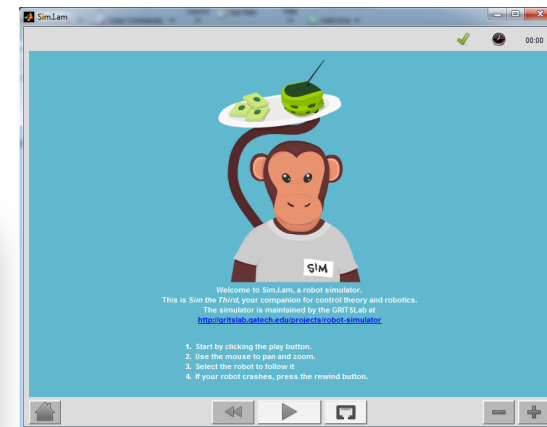 Sim.I.am
00:00
SIM
Welcome to Sim.I.am, a robot simulator.
This is Sim the Third, your companion for control theory and robotics.
The simulator is maintained by the GRITSLab at
http://gritslab.gatech.edu/projects/robot-simulator
1. Start by clicking the play button.
2. Use the mouse to pan and zoom.
3. Select the robot to follow it
4. If your robot crashes, press the rewind button.